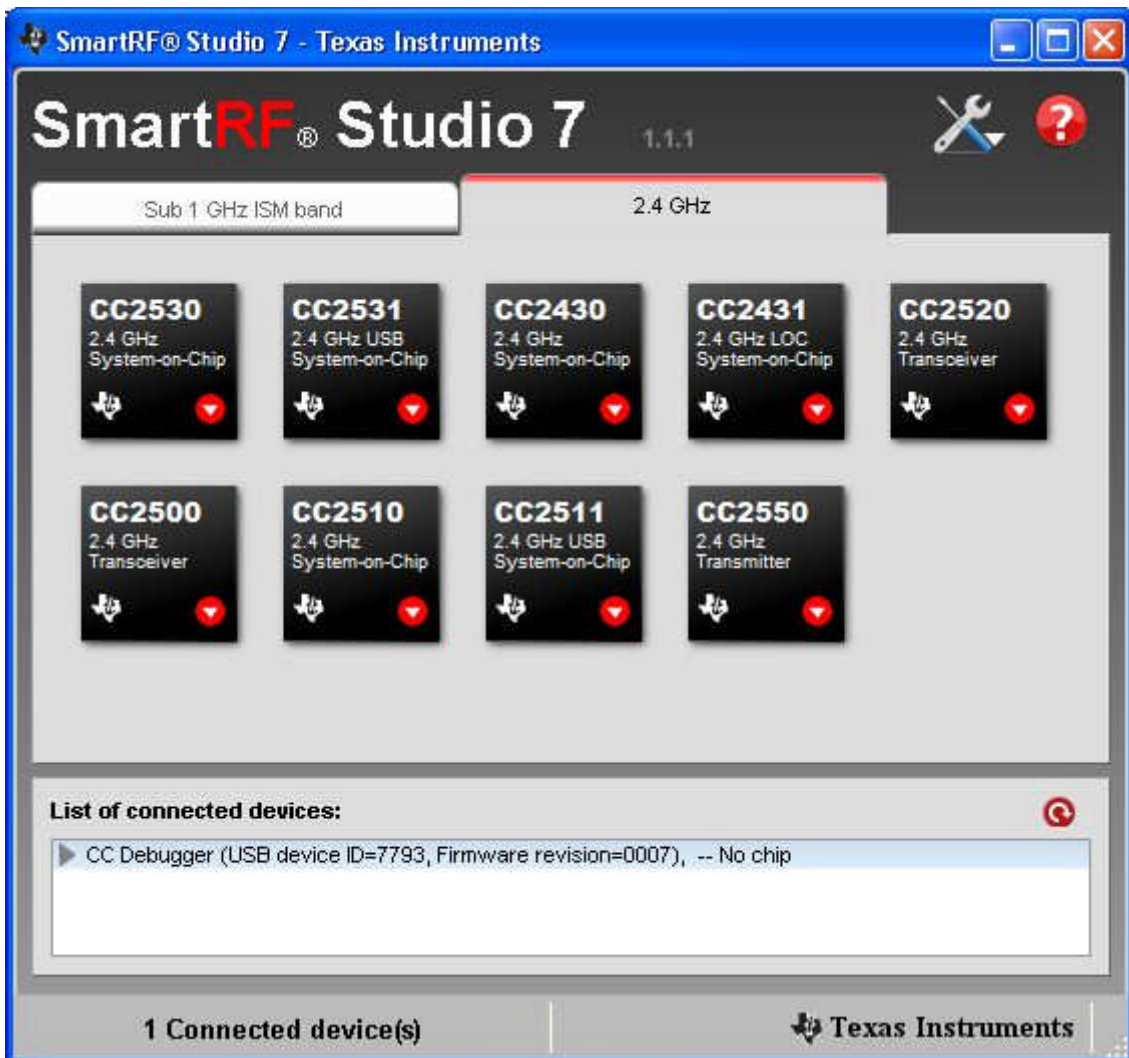 SmartRF® Studio 7 - Texas Instruments
SmartRF® Studio 7 1.1.1
?
Sub 1 GHz ISM band
2.4 GHz
CC2530
2.4 GHz
System-on-Chip
CC2531
2.4 GHz USB
System-on-Chip
CC2430
2.4 GHz
System-on-Chip
CC2431
2.4 GHz LOC
System-on-Chip
CC2520
2.4 GHz
Transceiver
CC2500
2.4 GHz
Transceiver
CC2510
2.4 GHz
System-on-Chip
CC2511
2.4 GHz USB
System-on-Chip
CC2550
2.4 GHz
Transmitter
List of connected devices:
CC Debugger (USB device ID=7793, Firmware revision=0007), -- No chip
1 Connected device(s)
Texas Instruments